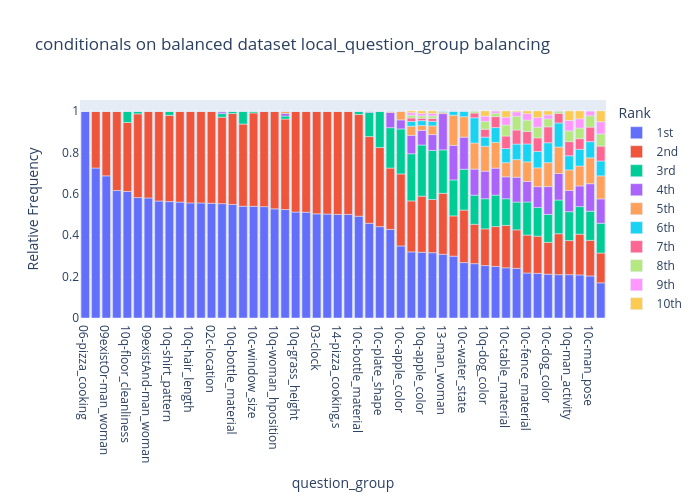 conditionals on balanced dataset local_question_group balancing
Rank
1st
2nd
3rd
4th
5th
6th
7th
8th
9th
10th
Relative Frequency
1
0.8
0.6
0.4
0.2
0
06-pizza_cooking
09existOr-man_woman
10q-floor_cleanliness
09existAnd-man_woman
10q-shirt_pattern
10q-hair_length
02c-location
10q-bottle_material
10c-window_size
10q-woman_hposition
10q-grass_height
03-clock
14-pizza_cooking,s
10c-bottle_material
10c-plate_shape
10c-apple_color
10q-apple_color
13-man_woman
10c-water_state
10q-dog_color
10c-table_material
10c-fence_material
10c-dog_color
10q-man_activity
10c-man_pose
question_group